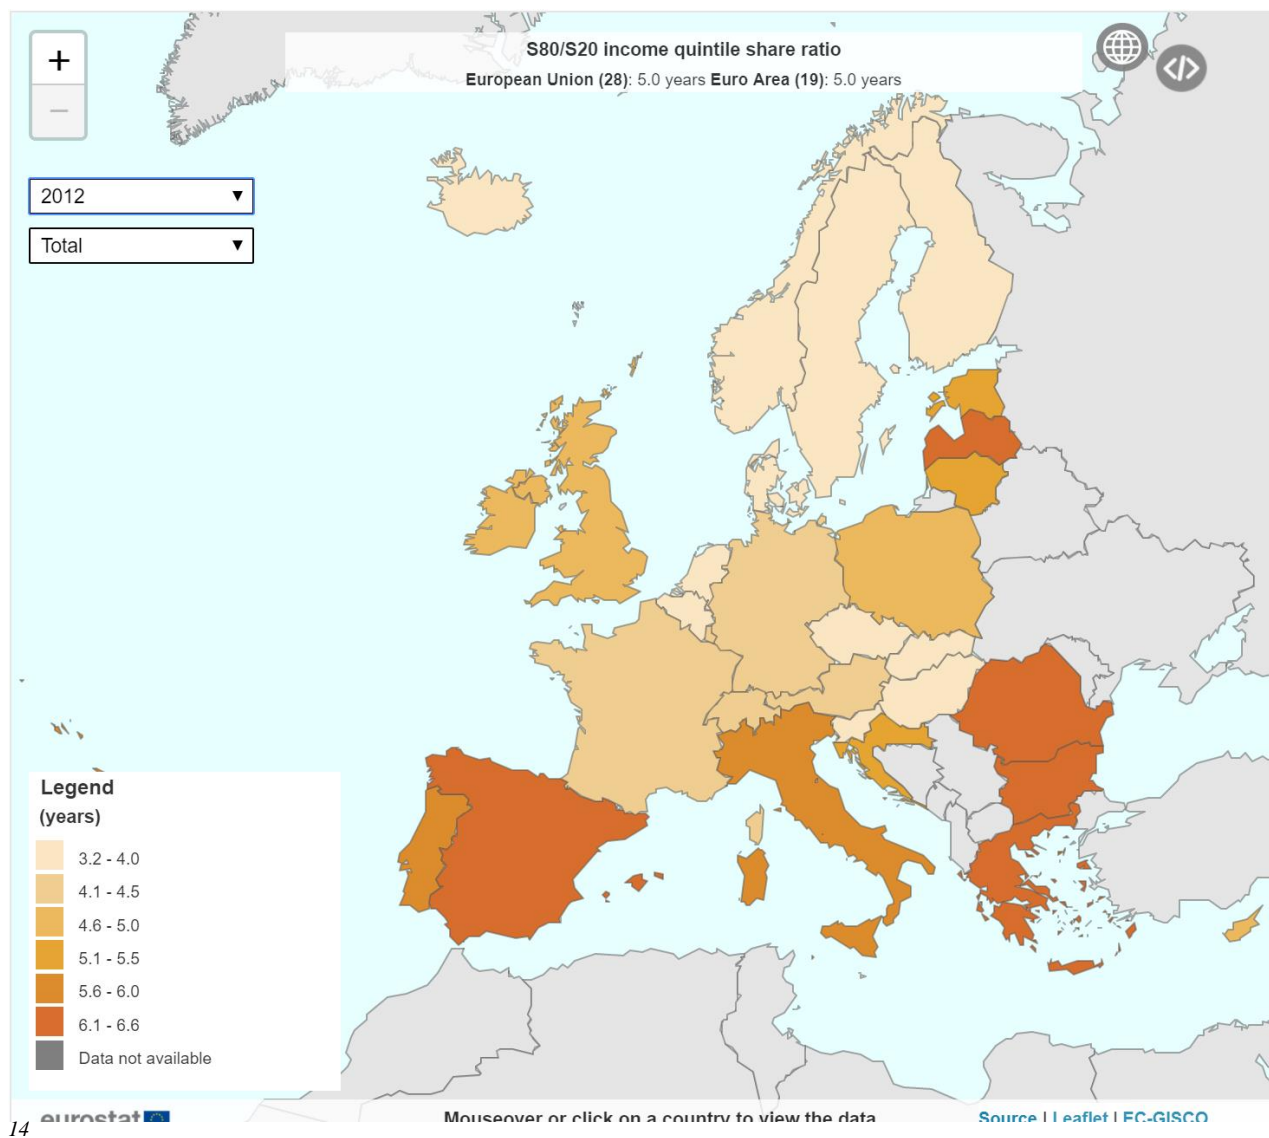 +
S80/S20 income quintile share ratio
European Union (28): 5.0 years Euro Area (19): 5.0 years
</>
−
2012 ▼
Total ▼
Legend
(years)
3.2 - 4.0
4.1 - 4.5
4.6 - 5.0
5.1 - 5.5
5.6 - 6.0
6.1 - 6.6
Data not available
eurostat
Mouseover or click on a country to view the data
Source | Leaflet | EC-GISCO
14